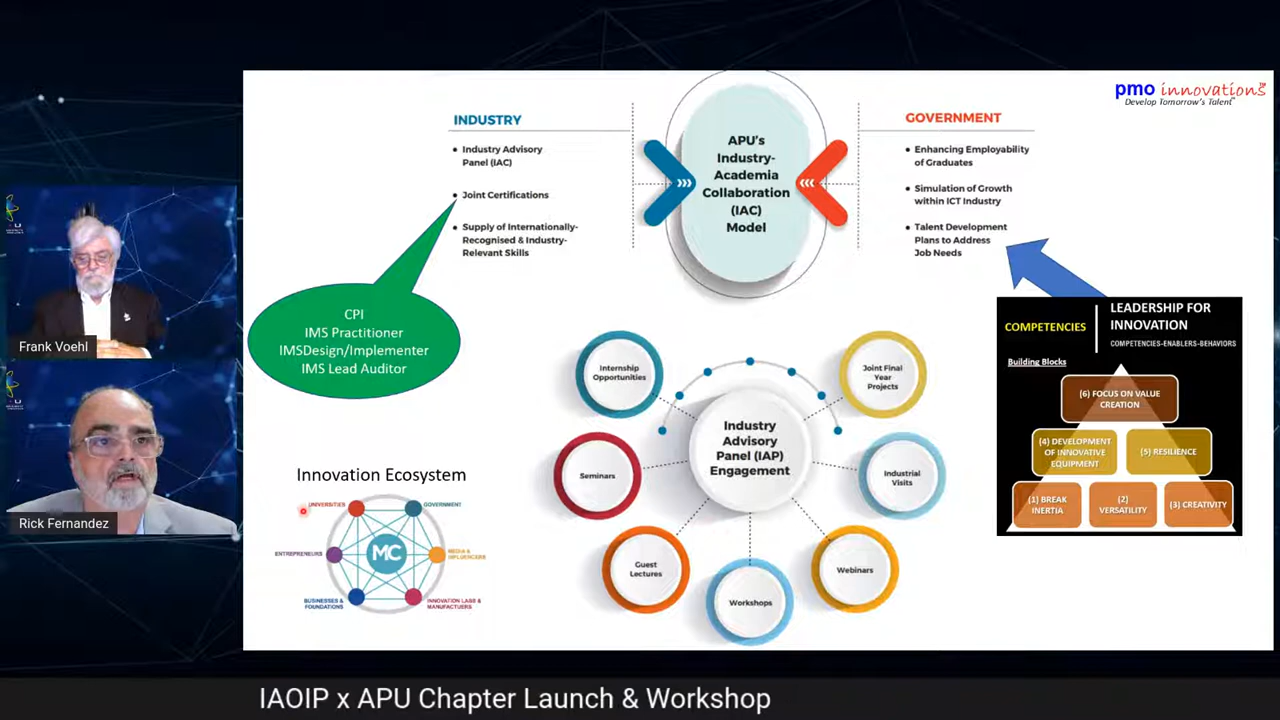 pmo innovations
Develop Tomorrow's Talent
INDUSTRY
Industry Advisory
Panel (IAC)
Joint Certifications
Supply of Internationally-
Recognised & Industry-
Relevant Skills
APU's
Industry-
Academia
Collaboration
(IAC)
Model
GOVERNMENT
Enhancing Employability
of Graduates
Simulation of Growth
within ICT Industry
Talent Development
Plans to Address
Job Needs
CPI
IMS Practitioner
IMSDesign/Implementer
IMS Lead Auditor
COMPETENCIES
LEADERSHIP FOR
INNOVATION
COMPETENCIES-ENABLERS-BEHAVIORS
Building Blocks
(6) FOCUS ON VALUE
CREATION
(4) DEVELOPMENT
OF INNOVATIVE
EQUIPMENT
(5) RESILIENCE
(1) BREAK
INERTIA
(2)
VERSATILITY
(3) CREATIVITY
Internship
Opportunities
Joint Final
Year
Projects
Industry
Advisory
Panel (IAP)
Engagement
Seminars
Industrial
Visits
Guest
Lectures
Workshops
Webinars
Innovation Ecosystem
UNIVERSITIES
GOVERNMENT
ENTREPRENEURS
MC
MEDIA &
INFLUENCERS
BUSINESSES &
FOUNDATIONS
INNOVATION LABS &
MANUFACTUERS
Frank Voehl
Rick Fernandez
IAOIP x APU Chapter Launch & Workshop